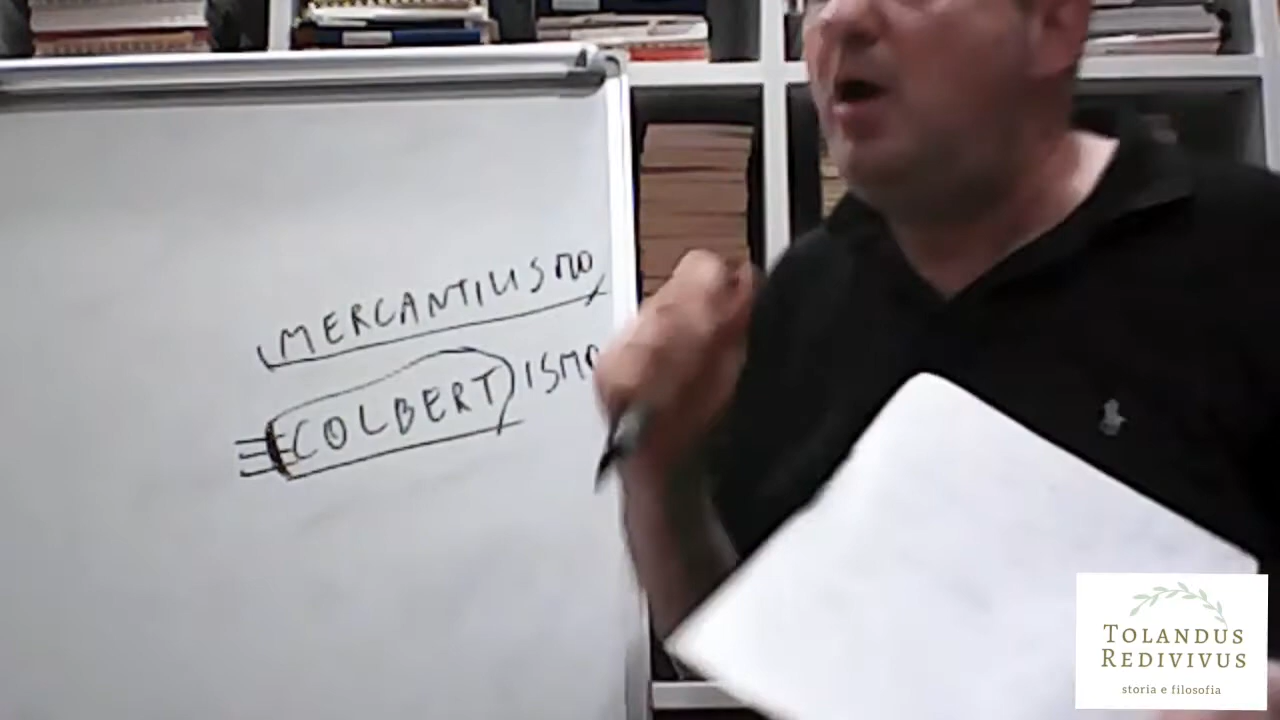 MERCANTILISMO
COLBERTISMO
TOLANDUS
REDIVIVUS
storia e filosofia